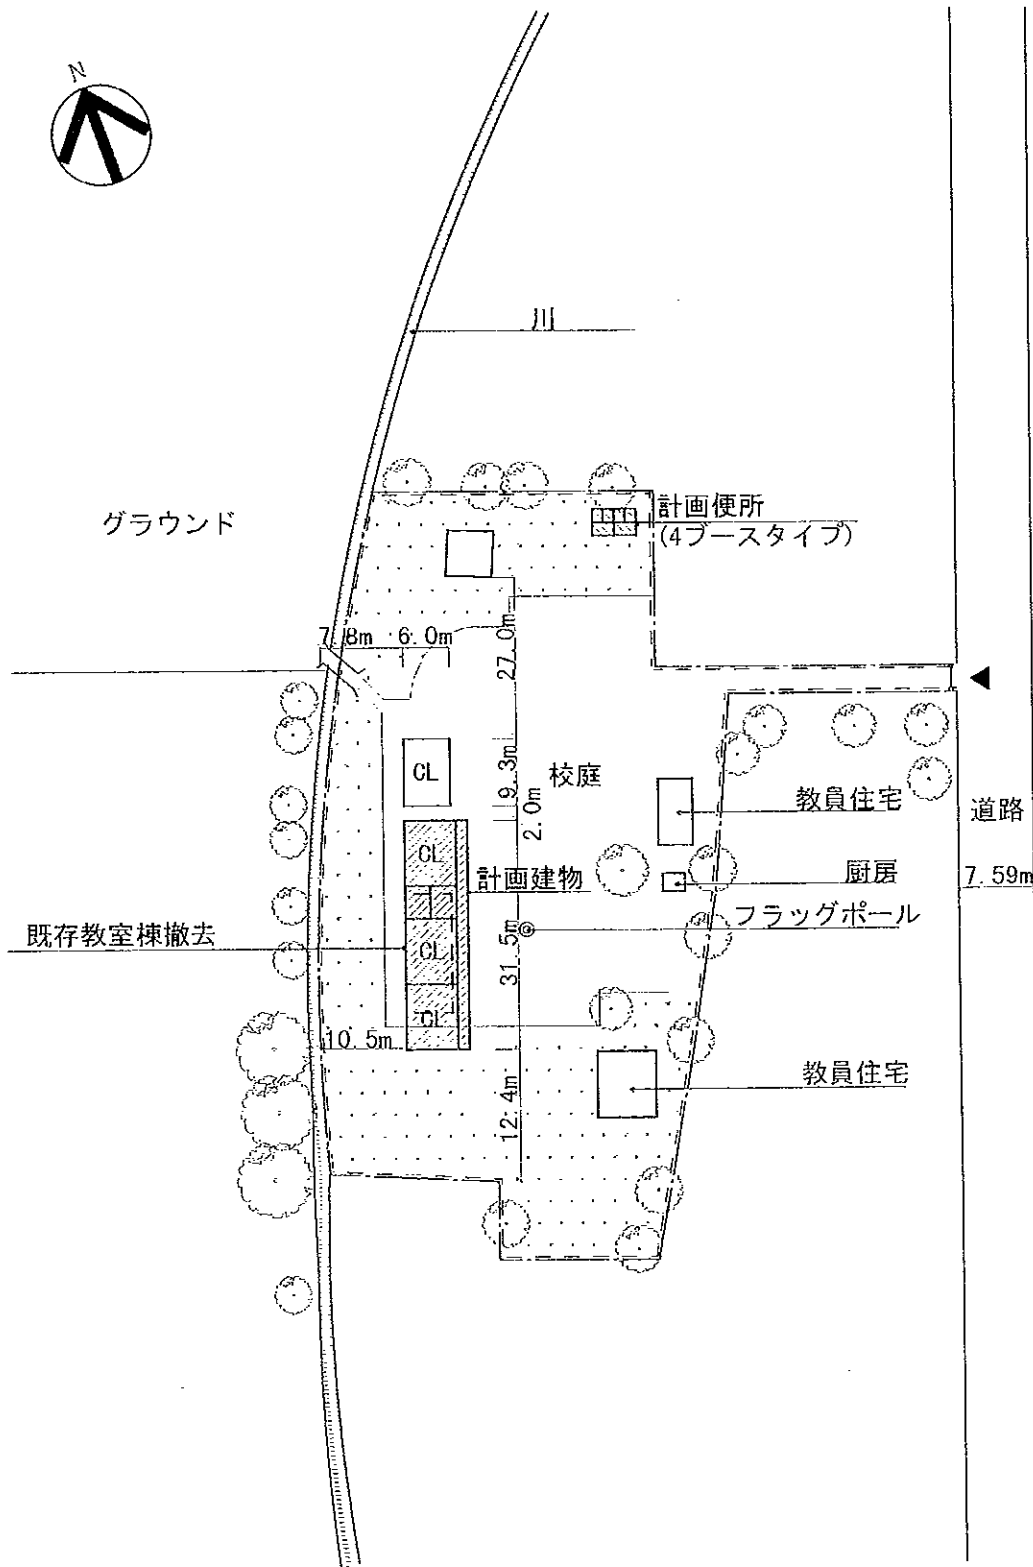 N
川
グラウンド
計画便所
(4ブースタイプ)
7.8m
6.0m
27.0m
CL
9.3m
校庭
2.0m
教員住宅
道路
CL
計画建物
厨房
7.59m
フラッグポール
既存教室棟撤去
CL
31.5m
CL
10.5m
教員住宅
12.4m